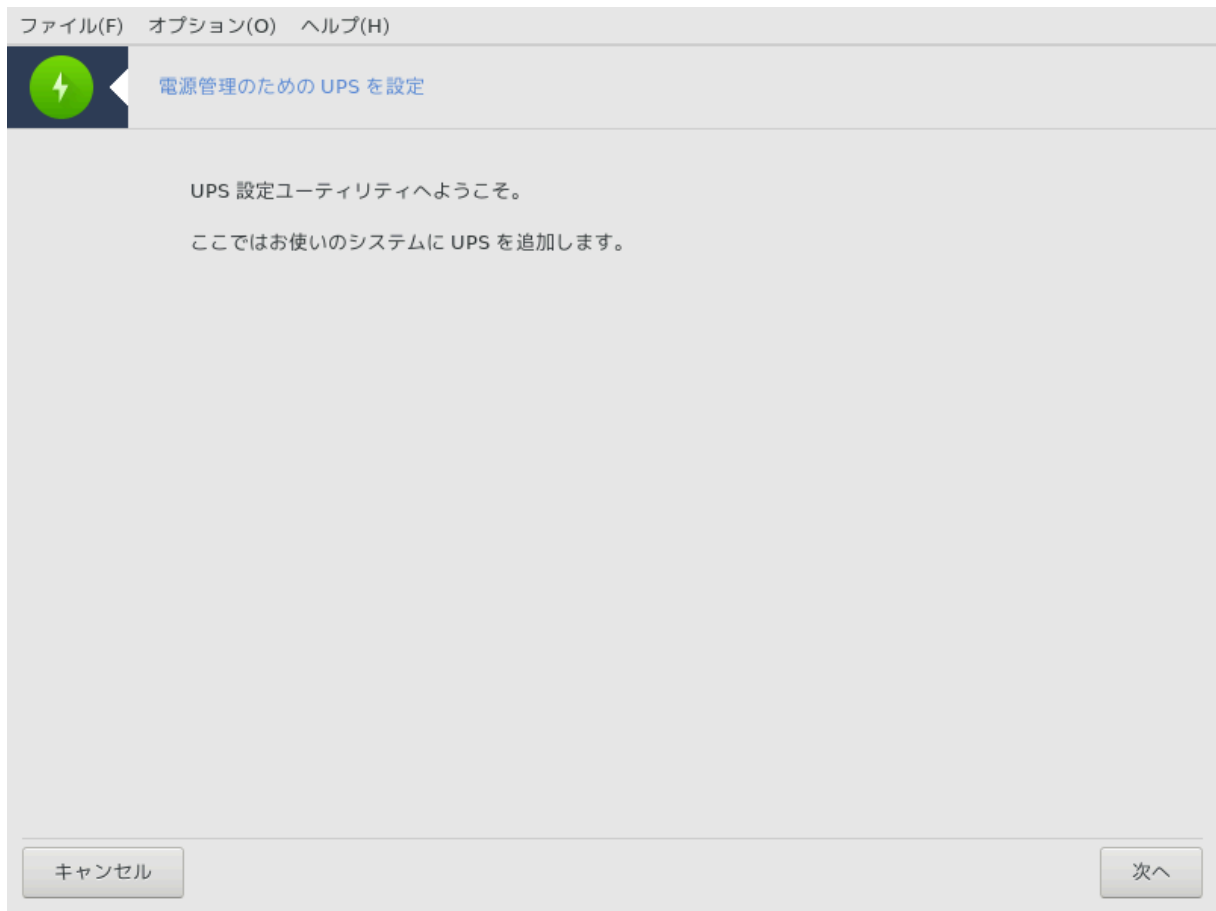 ファイル(F) オプション(O) ヘルプ(H)
電源管理のための UPS を設定
UPS 設定ユーティリティへようこそ。
ここではお使いのシステムに UPS を追加します。
キャンセル 次へ